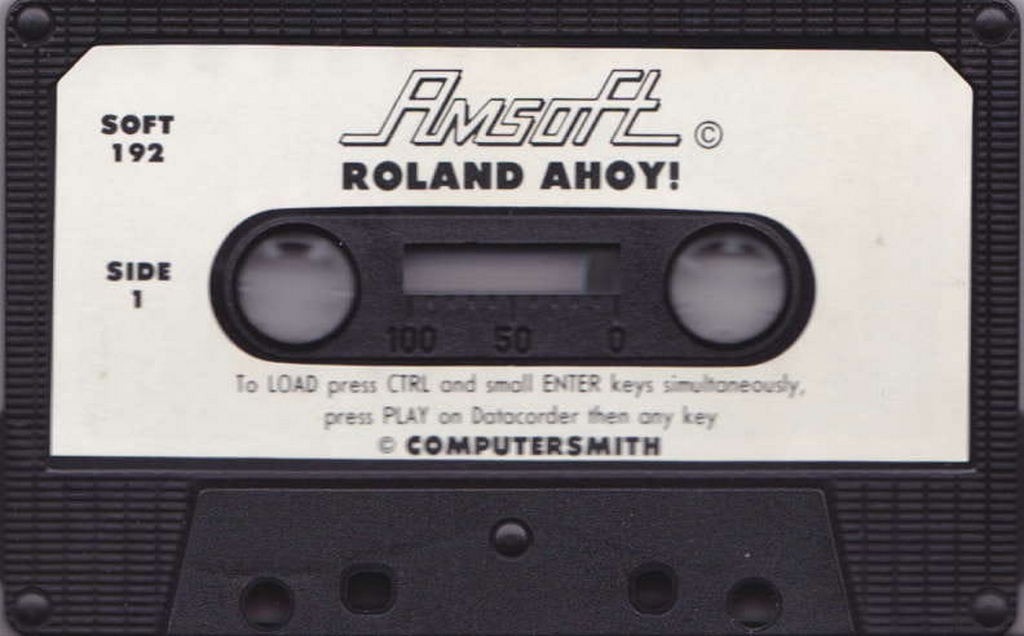 Amsoft ©
ROLAND AHOY!
SOFT
192
SIDE
1
100 50 0
To LOAD press CTRL and small ENTER keys simultaneously,
press PLAY on Datacorder then any key
© COMPUTERSMITH